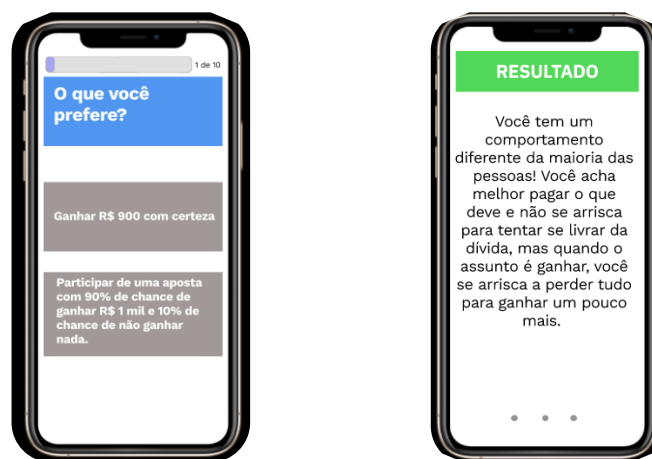 1 de 10
O que você
prefere?
Ganhar R$ 900 com certeza
Participar de uma aposta
com 90% de chance de
ganhar R$ 1 mil e 10% de
chance de não ganhar
nada.
RESULTADO
Você tem um
comportamento
diferente da maioria das
pessoas! Você acha
melhor pagar o que
deve e não se arrisca
para tentar se livrar da
dívida, mas quando o
assunto é ganhar, você
se arrisca a perder tudo
para ganhar um pouco
mais.